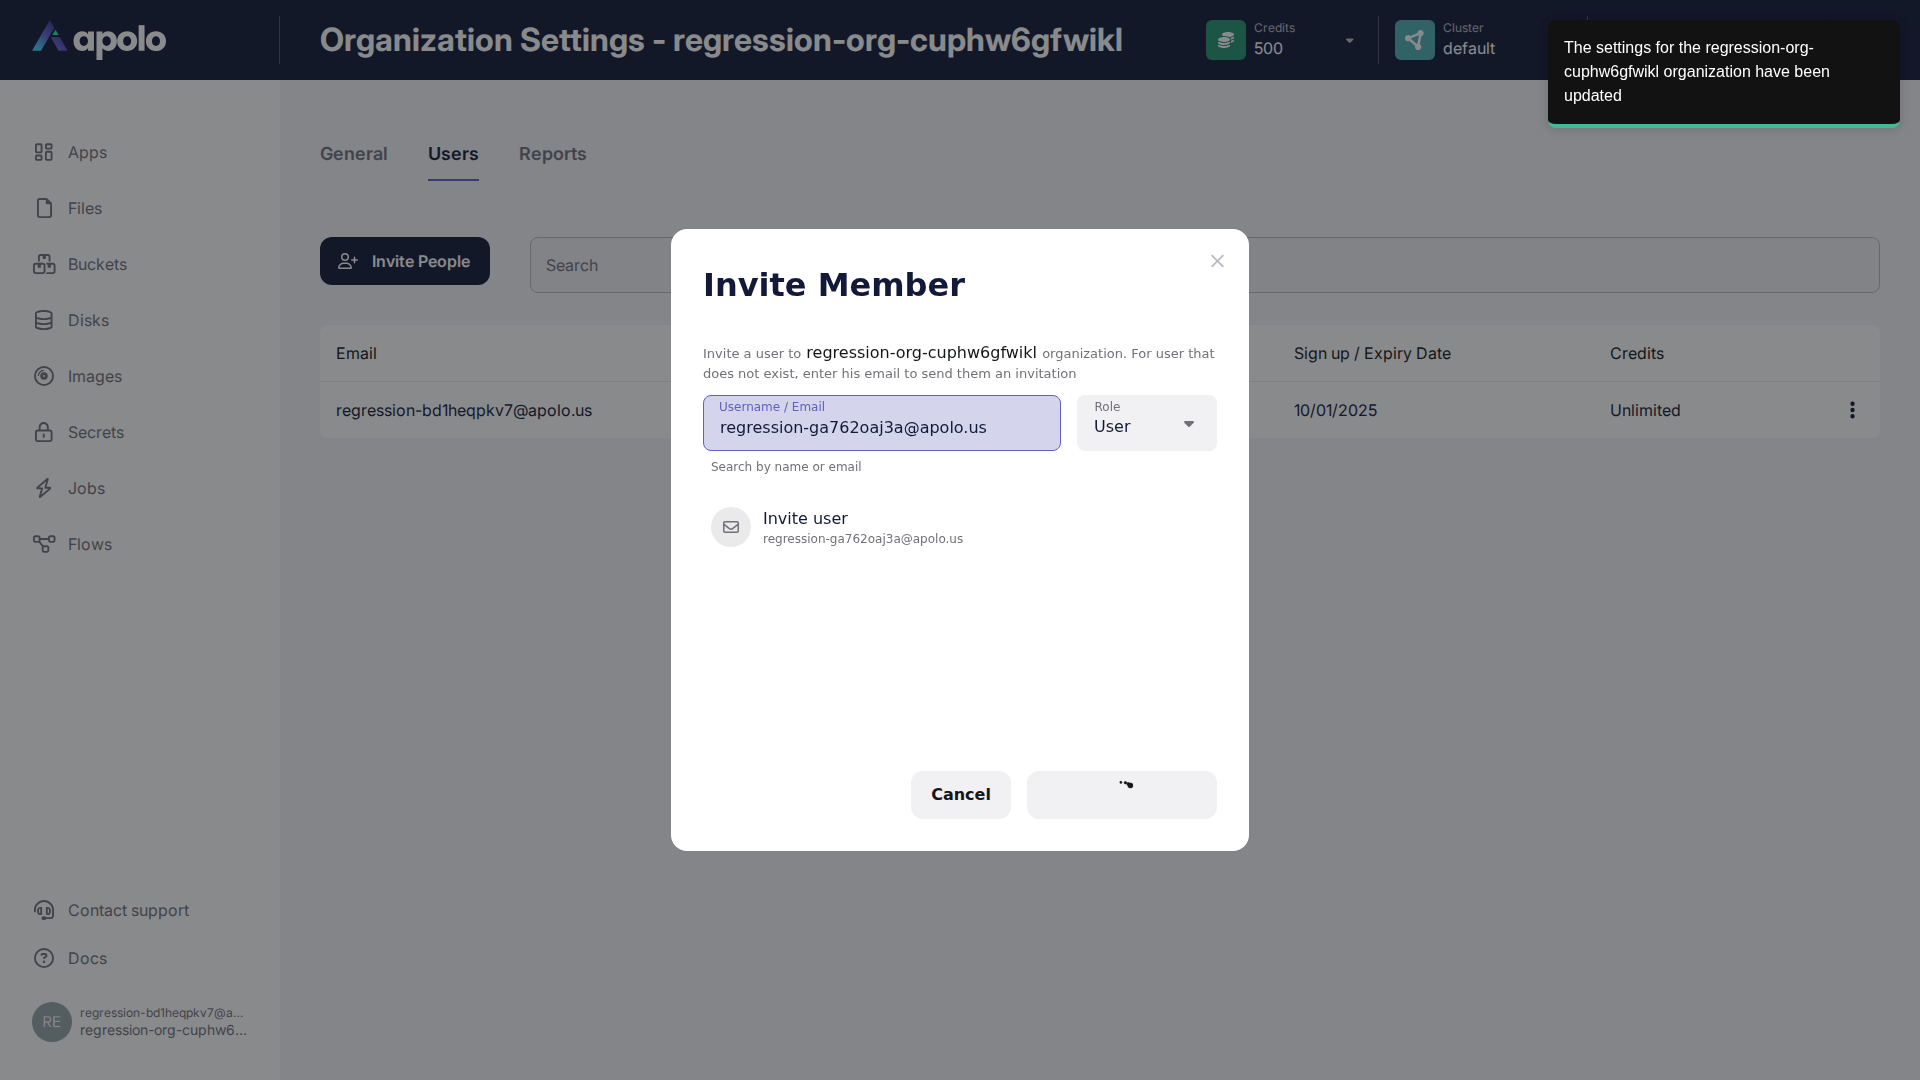 apolo
Organization Settings - regression-org-cuphw6gfwikl
Credits
500
Cluster
default
The settings for the regression-org-
cuphw6gfwikl organization have been
updated
Apps
Files
Buckets
Disks
Images
Secrets
Jobs
Flows
Contact support
Docs
RE
regression-bd1heqpkv7@a...
regression-org-cuphw6...
General
Users
Reports
Invite People
Search
Email
Sign up / Expiry Date
Credits
regression-bd1heqpkv7@apolo.us
10/01/2025
Unlimited
Invite Member
Invite a user to regression-org-cuphw6gfwikl organization. For user that
does not exist, enter his email to send them an invitation
Username / Email
regression-ga762oaj3a@apolo.us
Role
User
Search by name or email
Invite user
regression-ga762oaj3a@apolo.us
Cancel